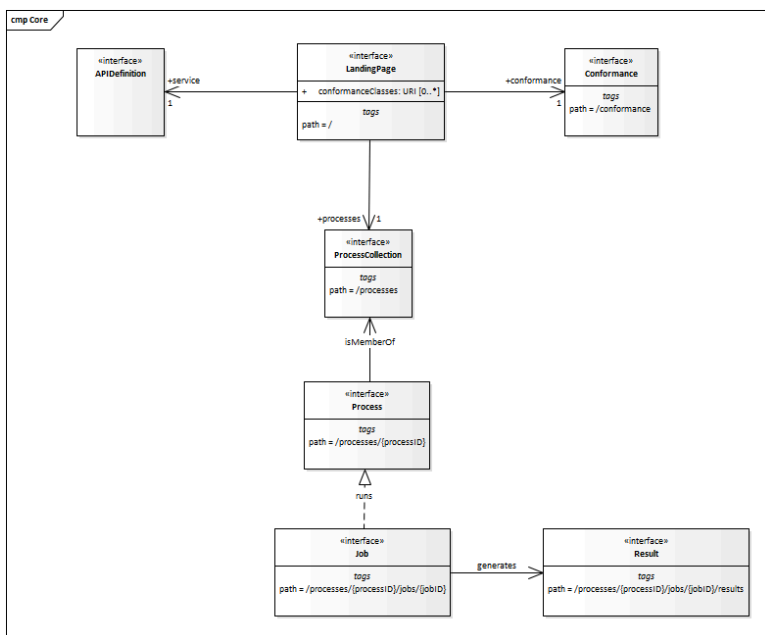 cmp Core
«interface»
APIDefinition
+service
1
«interface»
LandingPage
+ conformanceClasses: URI [0..*]
tags
path = /
+conformance
1
«interface»
Conformance
tags
path = /conformance
+processes
1
«interface»
ProcessCollection
tags
path = /processes
isMemberOf
«interface»
Process
tags
path = /processes/{processID}
runs
«interface»
Job
tags
path = /processes/{processID}/jobs/{jobID}
generates
«interface»
Result
tags
path = /processes/{processID}/jobs/{jobID}/results